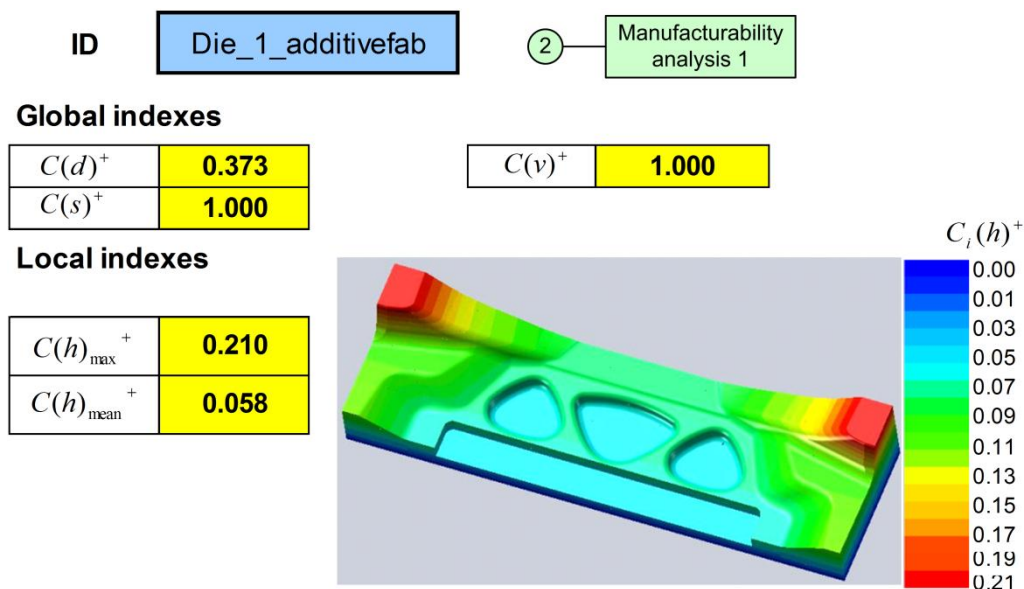 ID
Die_1_additivefab
2
Manufacturability
analysis 1
Global indexes
C(d)⁺ 0.373
C(s)⁺ 1.000
C(v)⁺ 1.000
Local indexes
C(h)max⁺ 0.210
C(h)mean⁺ 0.058
Cᵢ(h)⁺
0.00
0.01
0.03
0.05
0.07
0.09
0.11
0.13
0.15
0.17
0.19
0.21